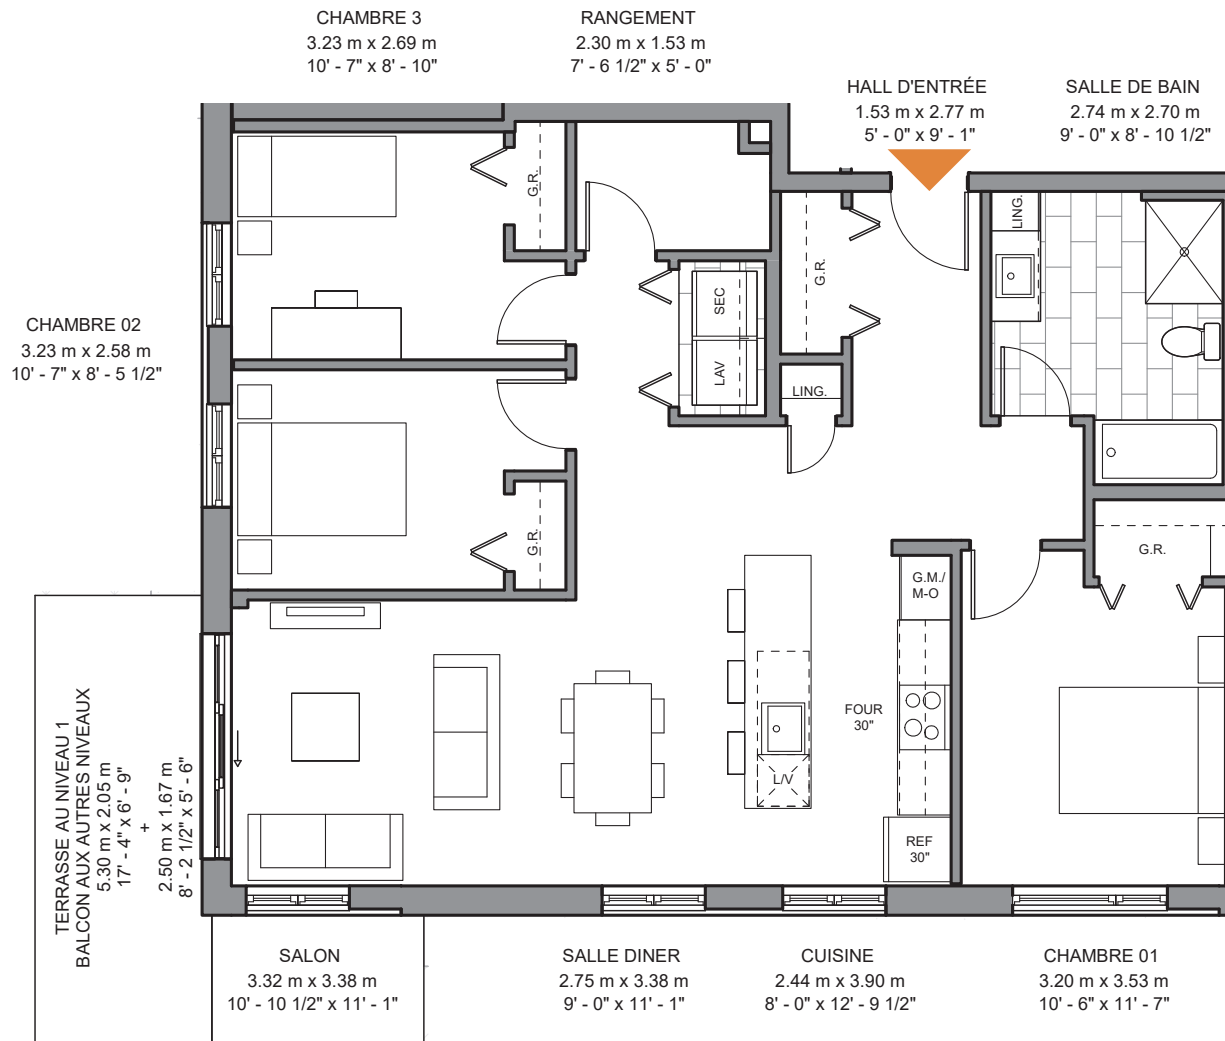 CHAMBRE 3
3.23 m x 2.69 m
10' - 7" x 8' - 10"
RANGEMENT
2.30 m x 1.53 m
7' - 6 1/2" x 5' - 0"
HALL D'ENTRÉE
1.53 m x 2.77 m
5' - 0" x 9' - 1"
SALLE DE BAIN
2.74 m x 2.70 m
9' - 0" x 8' - 10 1/2"
G.R.
LING.
G.R.
SEC
LAV
LING.
CHAMBRE 02
3.23 m x 2.58 m
10' - 7" x 8' - 5 1/2"
G.R.
G.R.
G.M./
M-O
FOUR
30"
L/V
REF
30"
TERRASSE AU NIVEAU 1
BALCON AUX AUTRES NIVEAUX
5.30 m x 2.05 m
17' - 4" x 6' - 9"
+
2.50 m x 1.67 m
8' - 2 1/2" x 5' - 6"
SALON
3.32 m x 3.38 m
10' - 10 1/2" x 11' - 1"
SALLE DINER
2.75 m x 3.38 m
9' - 0" x 11' - 1"
CUISINE
2.44 m x 3.90 m
8' - 0" x 12' - 9 1/2"
CHAMBRE 01
3.20 m x 3.53 m
10' - 6" x 11' - 7"